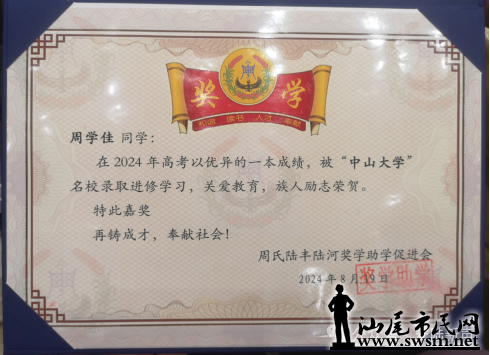 奖 学
周学佳 同学：
在 2024 年高考以优异的一本成绩，被“中山大学”
名校录取进修学习，关爱教育，族人励志荣贺。
特此嘉奖
再铸成才，奉献社会！
周氏陆丰陆河奖学助学促进会
2024 年 8 月 19 日
奖学助学
汕尾市民网
www.swsm.net